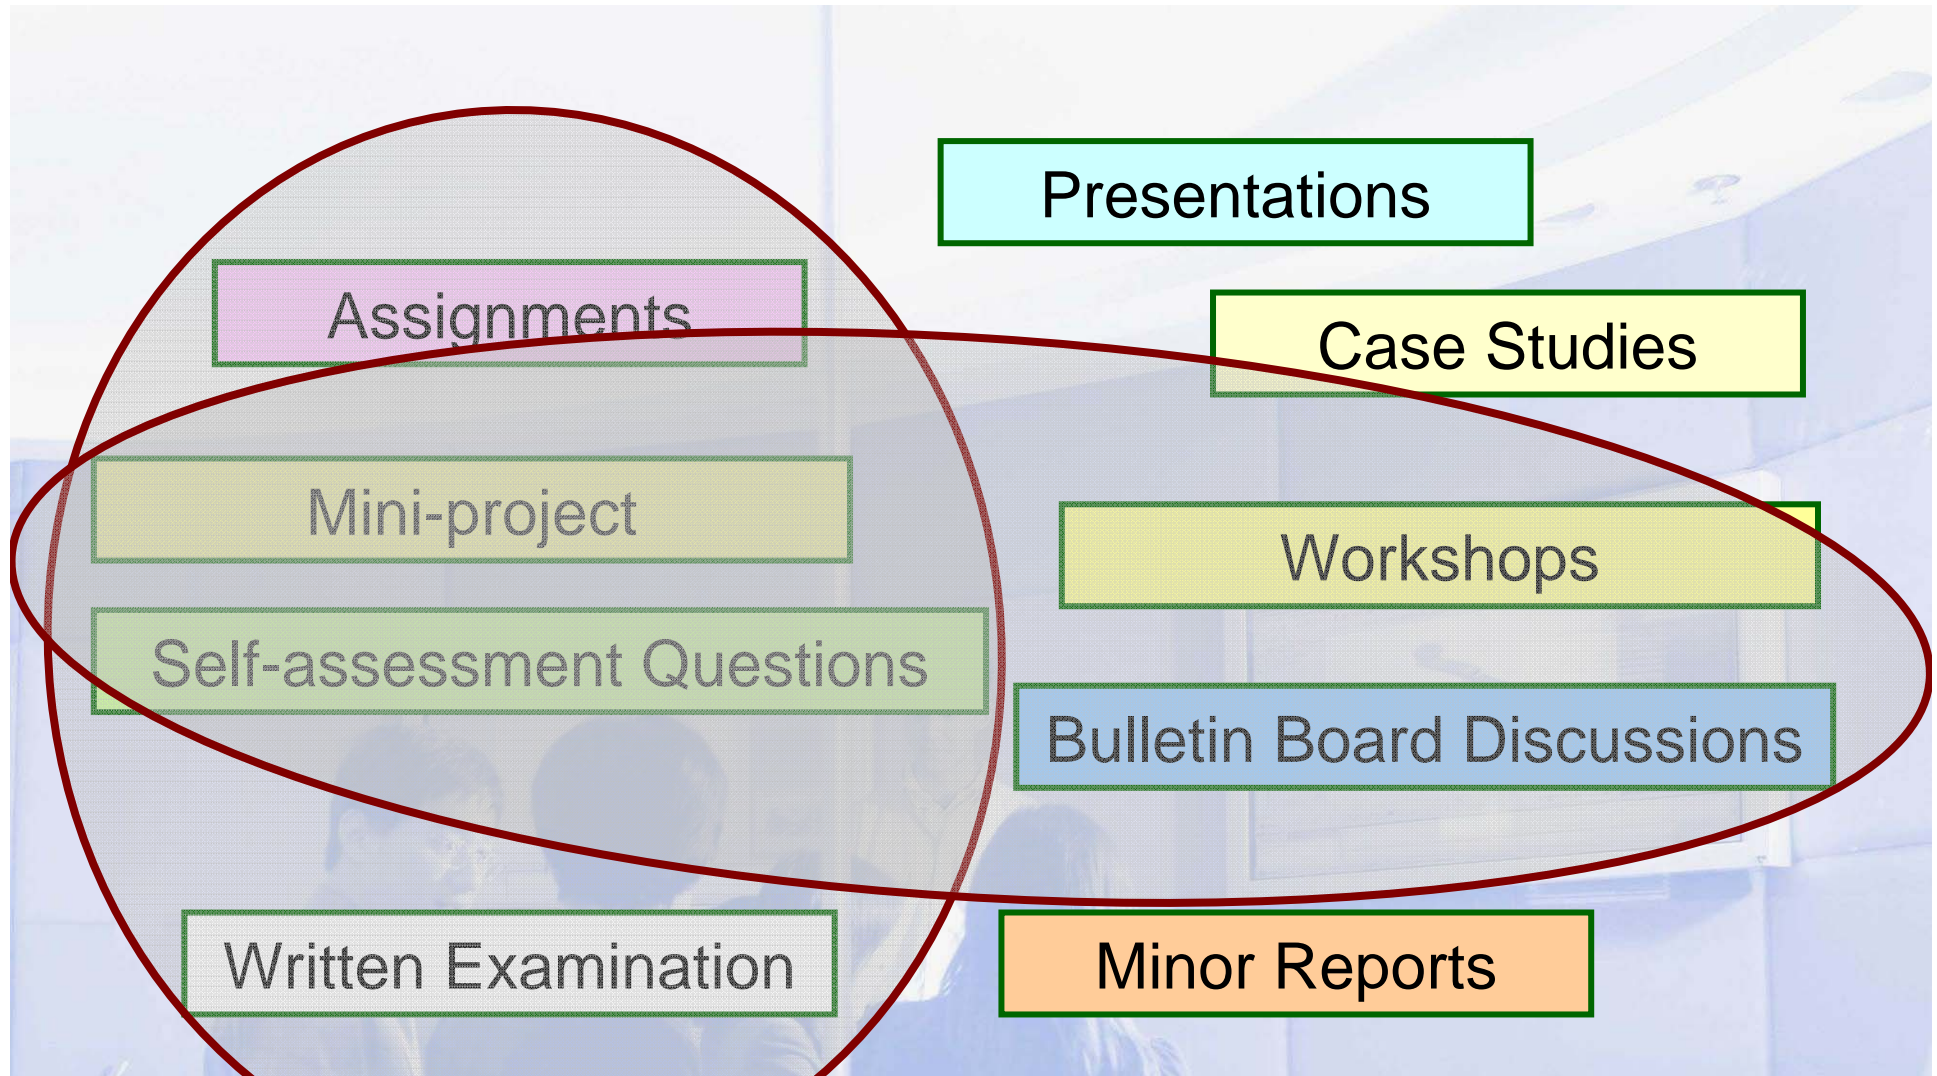 Presentations
Assignments
Case Studies
Mini-project
Workshops
Self-assessment Questions
Bulletin Board Discussions
Written Examination
Minor Reports